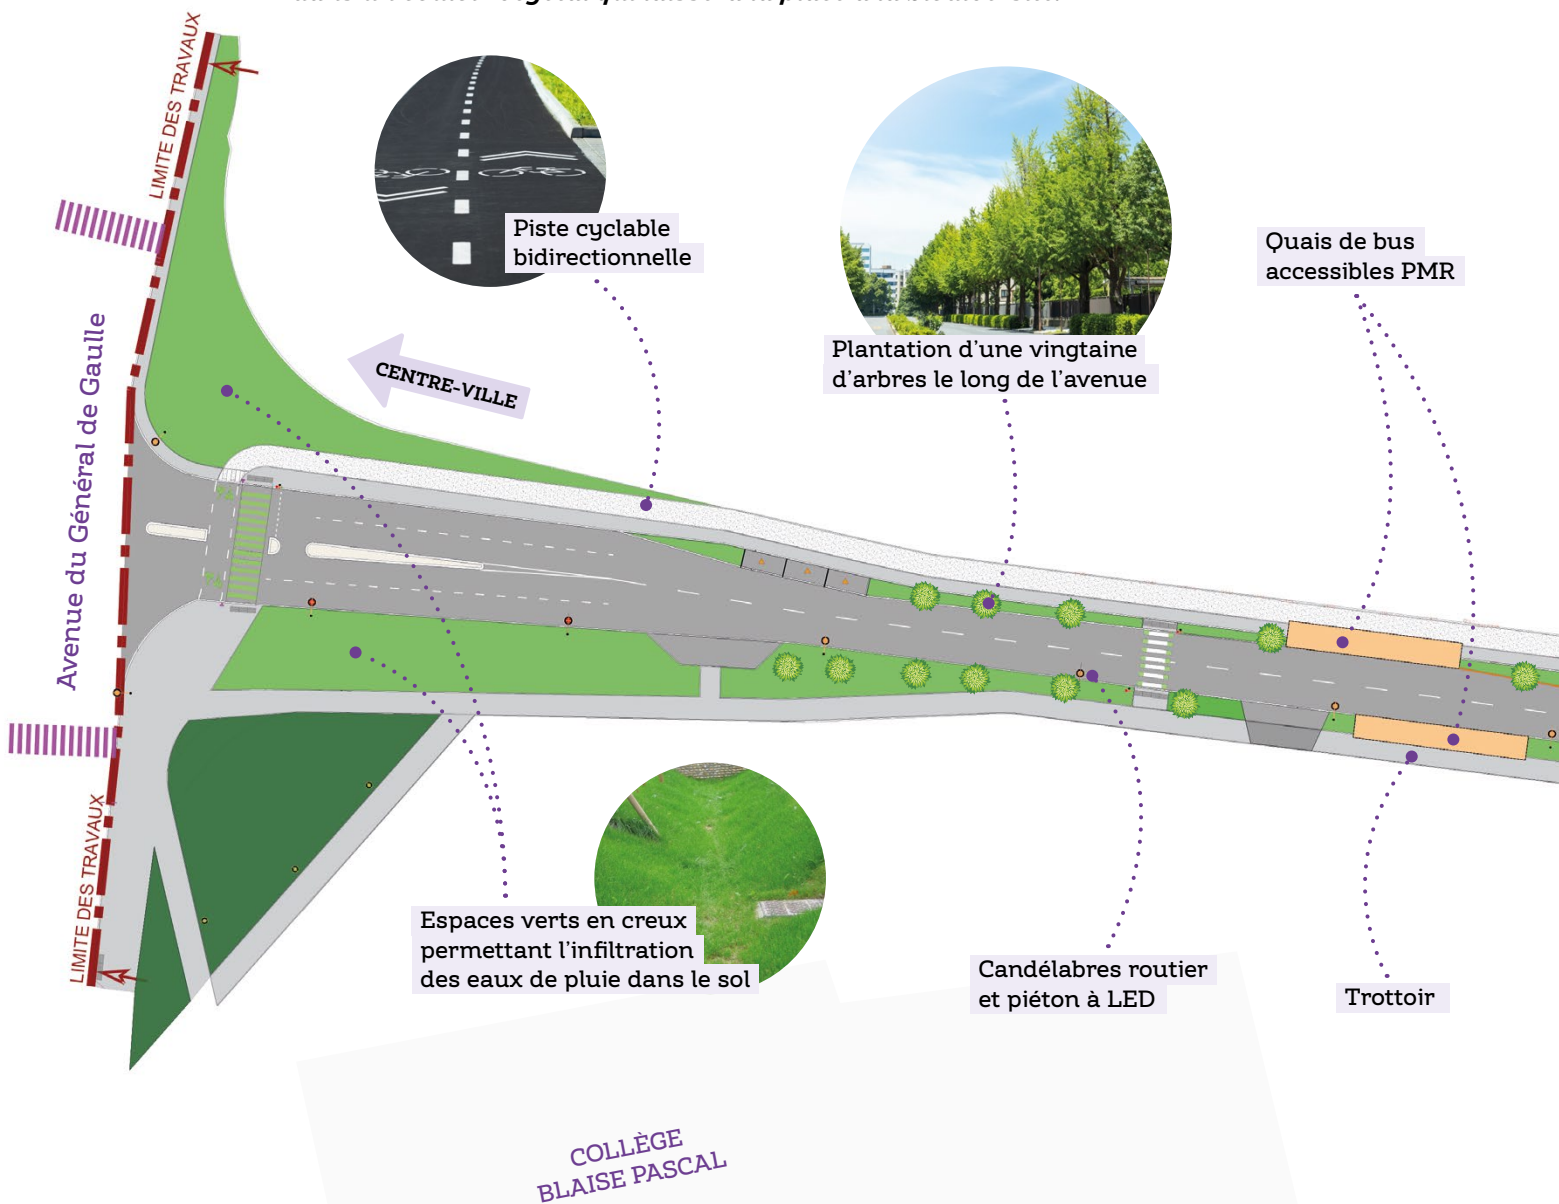 LIMITE DES TRAVAUX
Piste cyclable
bidirectionnelle
Quais de bus
accessibles PMR
Plantation d'une vingtaine
d'arbres le long de l'avenue
CENTRE-VILLE
Avenue du Général de Gaulle
LIMITE DES TRAVAUX
Espaces verts en creux
permettant l'infiltration
des eaux de pluie dans le sol
Candélabres routier
et piéton à LED
Trottoir
COLLÈGE
BLAISE PASCAL